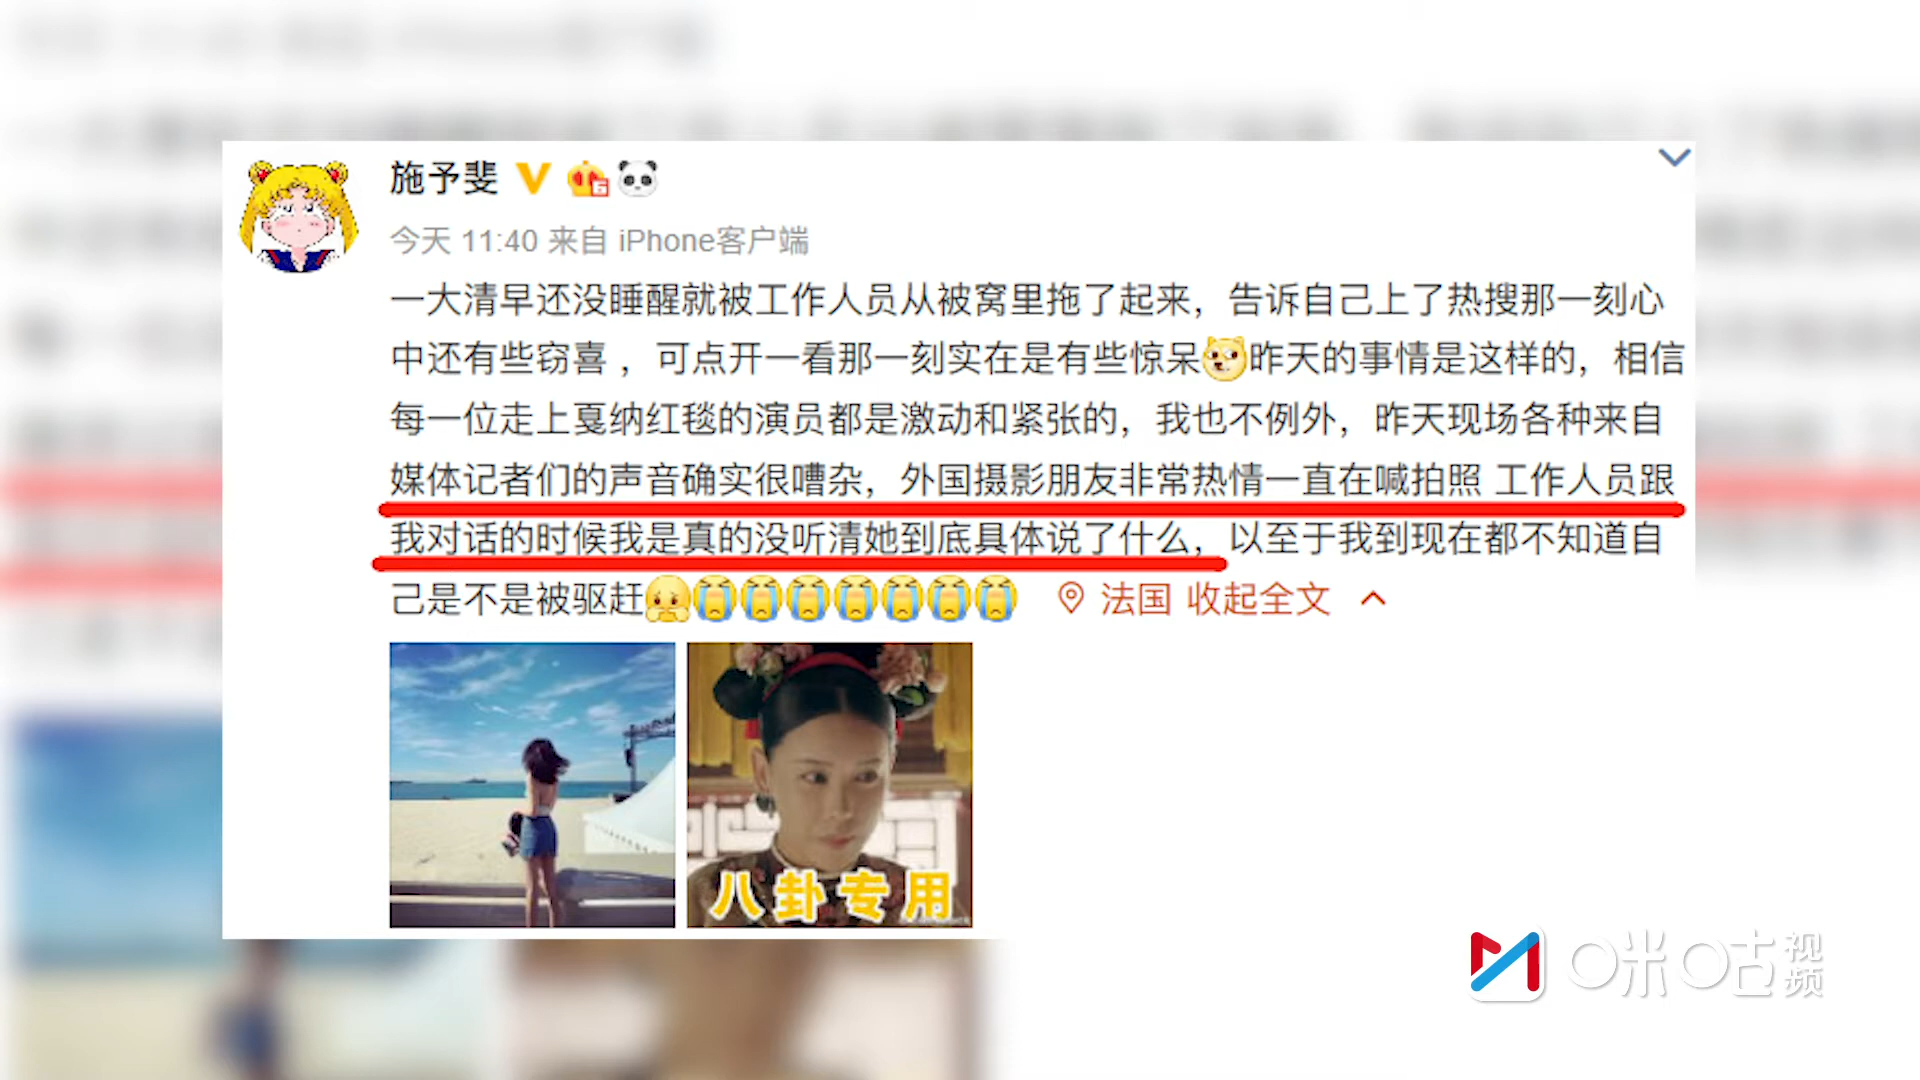 施予斐
今天 11:40 来自 iPhone客户端
一大清早还没睡醒就被工作人员从被窝里拖了起来，告诉自己上了热搜那一刻心
中还有些窃喜 ，可点开一看那一刻实在是有些惊呆昨天的事情是这样的，相信
每一位走上戛纳红毯的演员都是激动和紧张的，我也不例外，昨天现场各种来自
媒体记者们的声音确实很嘈杂，外国摄影朋友非常热情一直在喊拍照 工作人员跟
我对话的时候我是真的没听清她到底具体说了什么，以至于我到现在都不知道自
己是不是被驱赶 法国 收起全文
八卦专用
咪咕视频